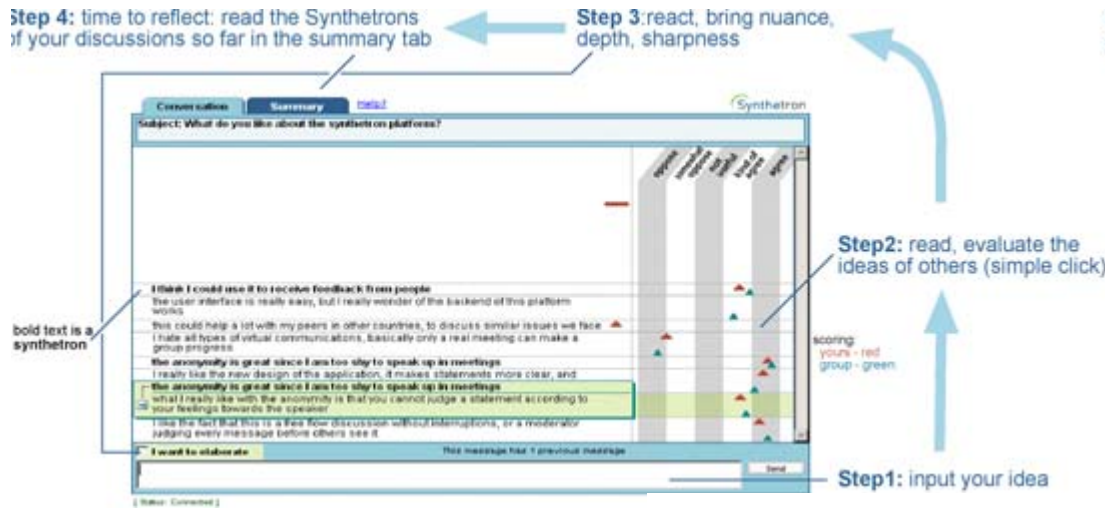 Step 4: time to reflect: read the Synthetrons
of your discussions so far in the summary tab
Step 3:react, bring nuance,
depth, sharpness
Conversation
Summary
Help?
Synthetron
Subject: What do you like about the synthetron platform?
oppose
somewhat
oppose
not
useful
kind of
agree
agree
Step2: read, evaluate the
ideas of others (simple click)
I think I could use it to receive feedback from people
the user interface is really easy, but I really wonder of the backend of this platform
works
this could help a lot with my peers in other countries, to discuss similar issues we face
I hate all types of virtual communications, basically only a real meeting can make a
group progress
the anonymity is great since I am too shy to speak up in meetings
I really like the new design of the application, it makes statements more clear, and
the anonymity is great since I am too shy to speak up in meetings
what I really like with the anonymity is that you cannot judge a statement according to
your feelings towards the speaker
I like the fact that this is a free flow discussion without interruptions, or a moderator
judging every message before others see it
bold text is a
synthetron
scoring:
yours - red
group - green
I want to elaborate
This message has 1 previous message
Send
Step1: input your idea
[ Status: Connected ]